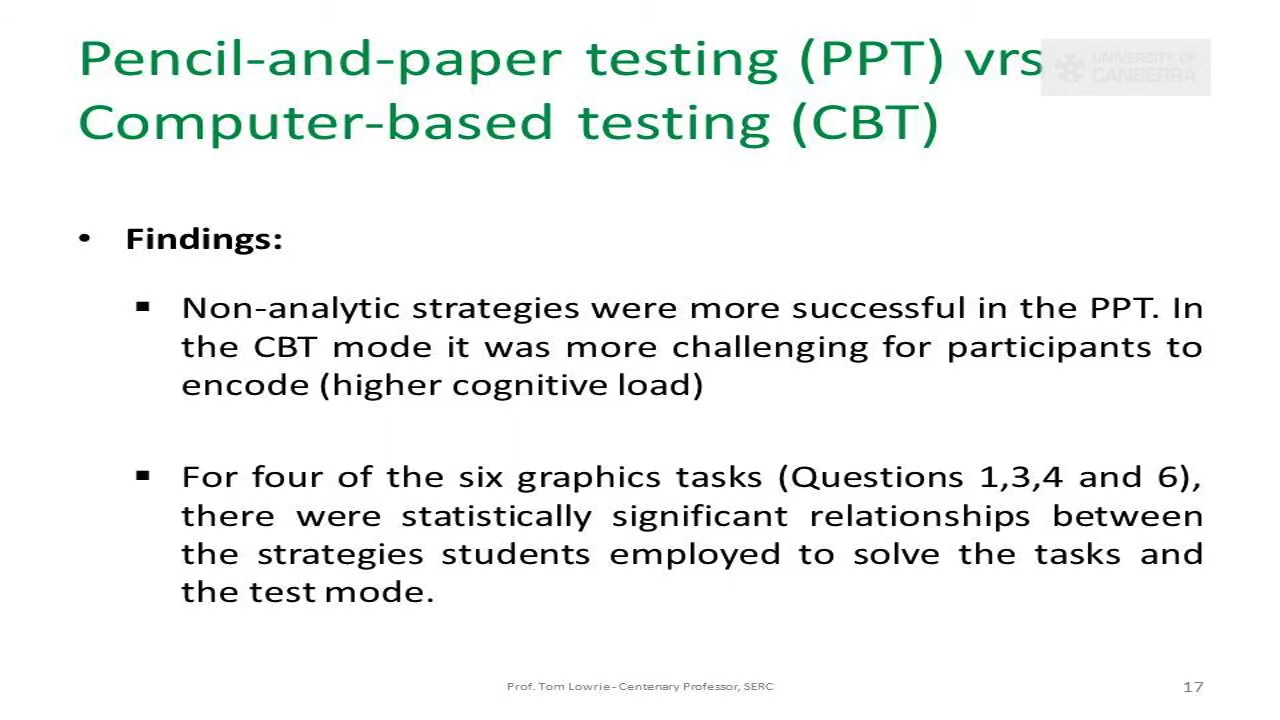 Pencil-and-paper testing (PPT) vrs
UNIVERSITY OF
CANBERRA
Computer-based testing (CBT)
• Findings:
▪ Non-analytic strategies were more successful in the PPT. In
the CBT mode it was more challenging for participants to
encode (higher cognitive load)
▪ For four of the six graphics tasks (Questions 1,3,4 and 6),
there were statistically significant relationships between
the strategies students employed to solve the tasks and
the test mode.
Prof. Tom Lowrie - Centenary Professor, SERC
17